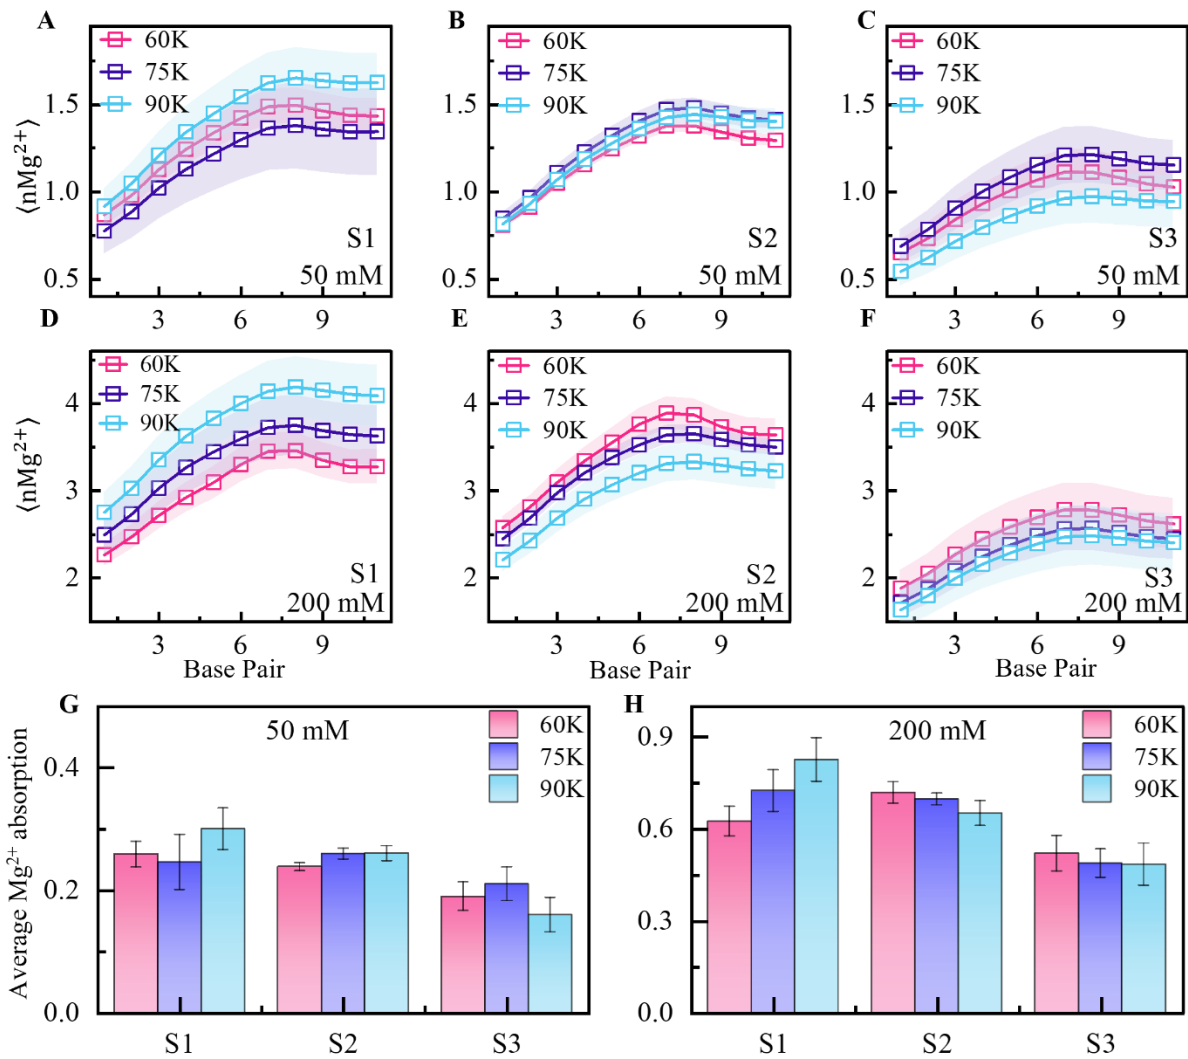 A
60K
75K
90K
1.5
1.0
0.5
⟨nMg2+⟩
S1
50 mM
3 6 9
B
60K
75K
90K
1.5
1.0
0.5
⟨nMg2+⟩
S2
50 mM
3 6 9
C
60K
75K
90K
1.5
1.0
0.5
⟨nMg2+⟩
S3
50 mM
3 6 9
D
60K
75K
90K
4
3
2
⟨nMg2+⟩
S1
200 mM
3 6 9
Base Pair
E
60K
75K
90K
4
3
2
⟨nMg2+⟩
S2
200 mM
3 6 9
Base Pair
F
60K
75K
90K
4
3
2
⟨nMg2+⟩
S3
200 mM
3 6 9
Base Pair
G
50 mM
60K
75K
90K
0.4
0.2
0.0
Average Mg2+ absorption
S1 S2 S3
H
200 mM
60K
75K
90K
0.9
0.6
0.3
0.0
S1 S2 S3